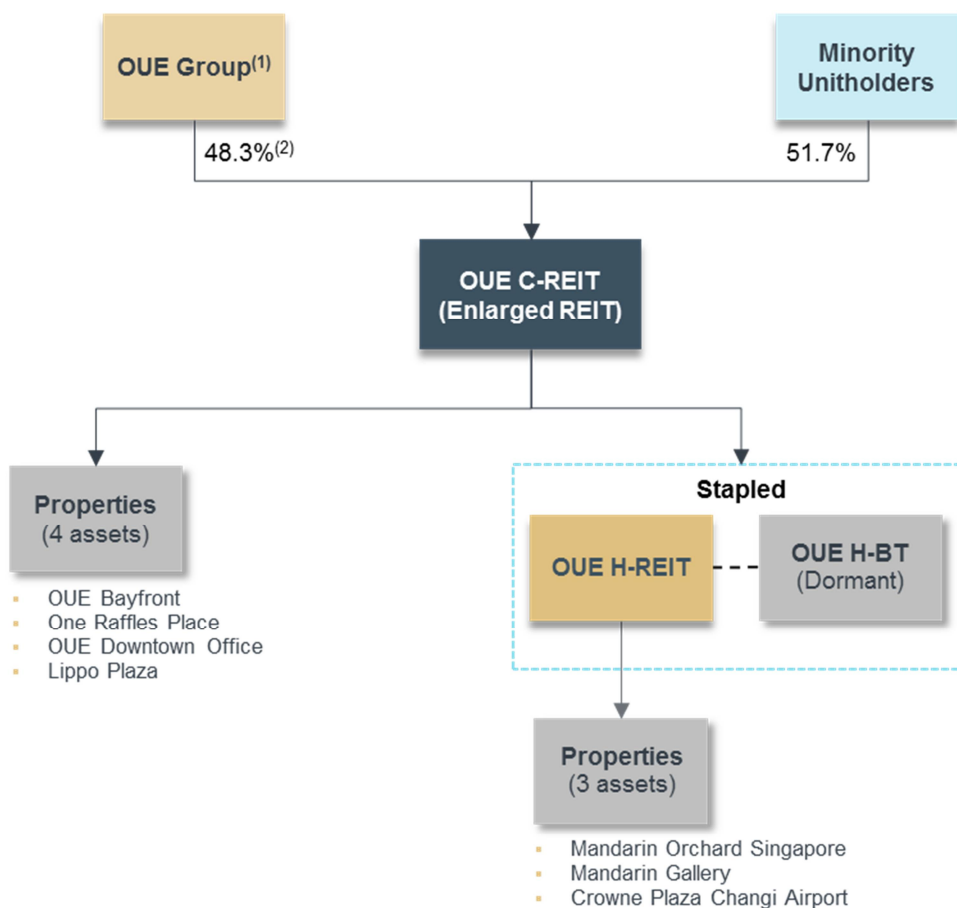 OUE Group(1)
Minority
Unitholders
48.3%(2)
51.7%
OUE C-REIT
(Enlarged REIT)
Properties
(4 assets)
▪ OUE Bayfront
▪ One Raffles Place
▪ OUE Downtown Office
▪ Lippo Plaza
Stapled
OUE H-REIT
OUE H-BT
(Dormant)
Properties
(3 assets)
▪ Mandarin Orchard Singapore
▪ Mandarin Gallery
▪ Crowne Plaza Changi Airport